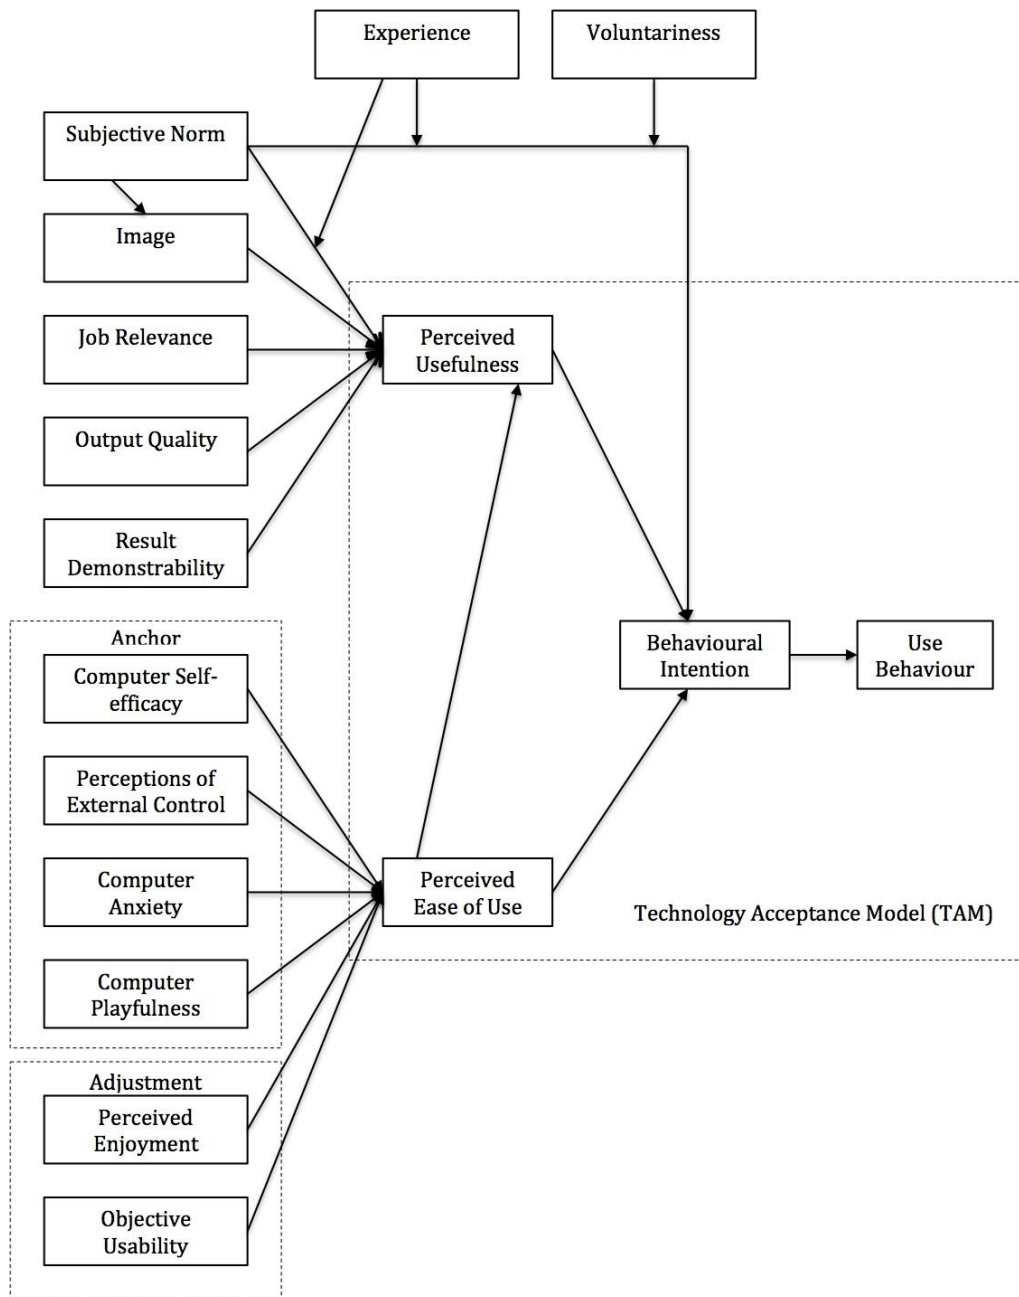 Experience
Voluntariness
Subjective Norm
Image
Job Relevance
Perceived
Usefulness
Output Quality
Result
Demonstrability
Anchor
Computer Self-
efficacy
Behavioural
Intention
Use
Behaviour
Perceptions of
External Control
Computer
Anxiety
Perceived
Ease of Use
Technology Acceptance Model (TAM)
Computer
Playfulness
Adjustment
Perceived
Enjoyment
Objective
Usability